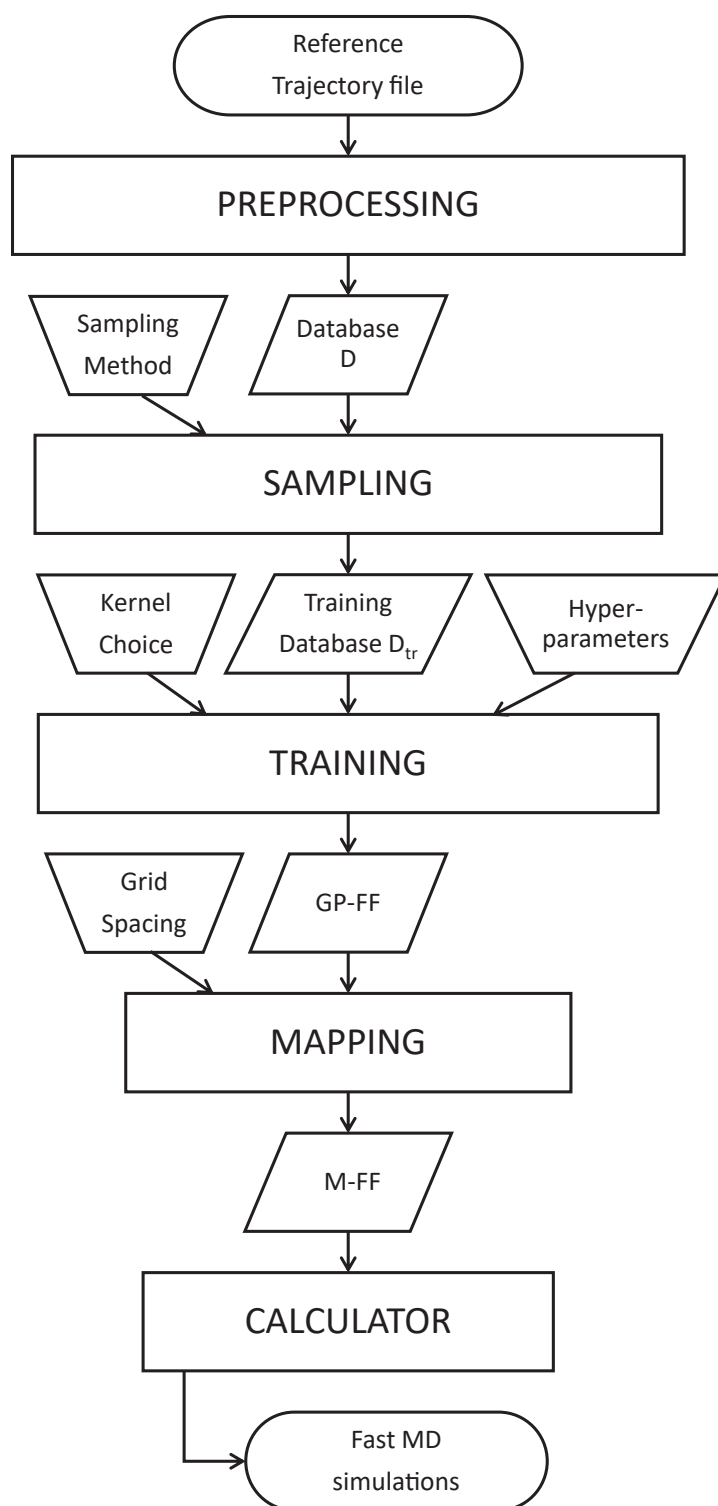 Reference
Trajectory file
PREPROCESSING
Sampling
Method
Database
D
SAMPLING
Kernel
Choice
Training
Database Dtr
Hyper-
parameters
TRAINING
Grid
Spacing
GP-FF
MAPPING
M-FF
CALCULATOR
Fast MD
simulations